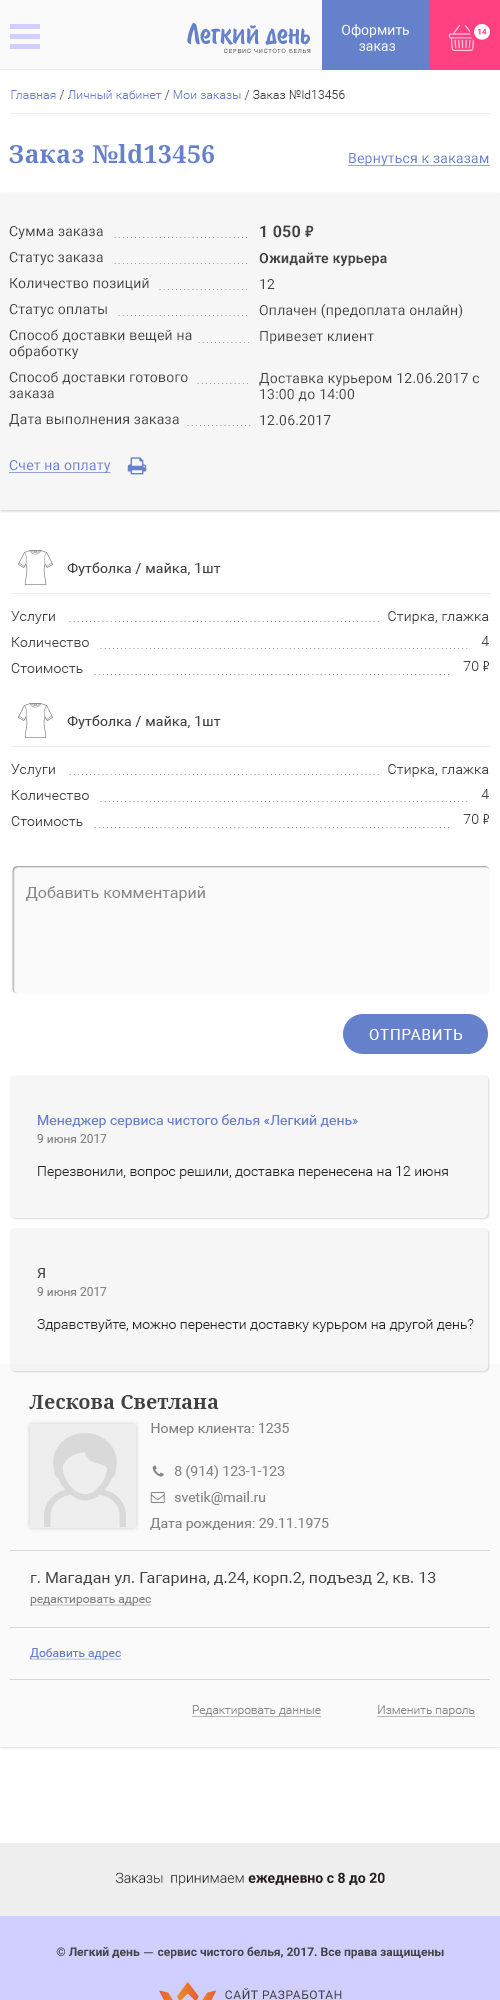 Легкий день
СЕРВИС ЧИСТОГО БЕЛЬЯ
Оформить
заказ
14
Главная / Личный кабинет / Мои заказы / Заказ №ld13456
Заказ №ld13456
Вернуться к заказам
Сумма заказа 1 050 ₽
Статус заказа Ожидайте курьера
Количество позиций 12
Статус оплаты Оплачен (предоплата онлайн)
Способ доставки вещей на
обработку
Привезет клиент
Способ доставки готового
заказа
Доставка курьером 12.06.2017 с
13:00 до 14:00
Дата выполнения заказа 12.06.2017
Счет на оплату
Футболка / майка, 1шт
Услуги Стирка, глажка
Количество 4
Стоимость 70 ₽
Футболка / майка, 1шт
Услуги Стирка, глажка
Количество 4
Стоимость 70 ₽
Добавить комментарий
ОТПРАВИТЬ
Менеджер сервиса чистого белья «Легкий день»
9 июня 2017
Перезвонили, вопрос решили, доставка перенесена на 12 июня
Я
9 июня 2017
Здравствуйте, можно перенести доставку курьром на другой день?
Лескова Светлана
Номер клиента: 1235
8 (914) 123-1-123
svetik@mail.ru
Дата рождения: 29.11.1975
г. Магадан ул. Гагарина, д.24, корп.2, подъезд 2, кв. 13
редактировать адрес
Добавить адрес
Редактировать данные Изменить пароль
Заказы принимаем ежедневно с 8 до 20
© Легкий день — сервис чистого белья, 2017. Все права защищены
САЙТ РАЗРАБОТАН